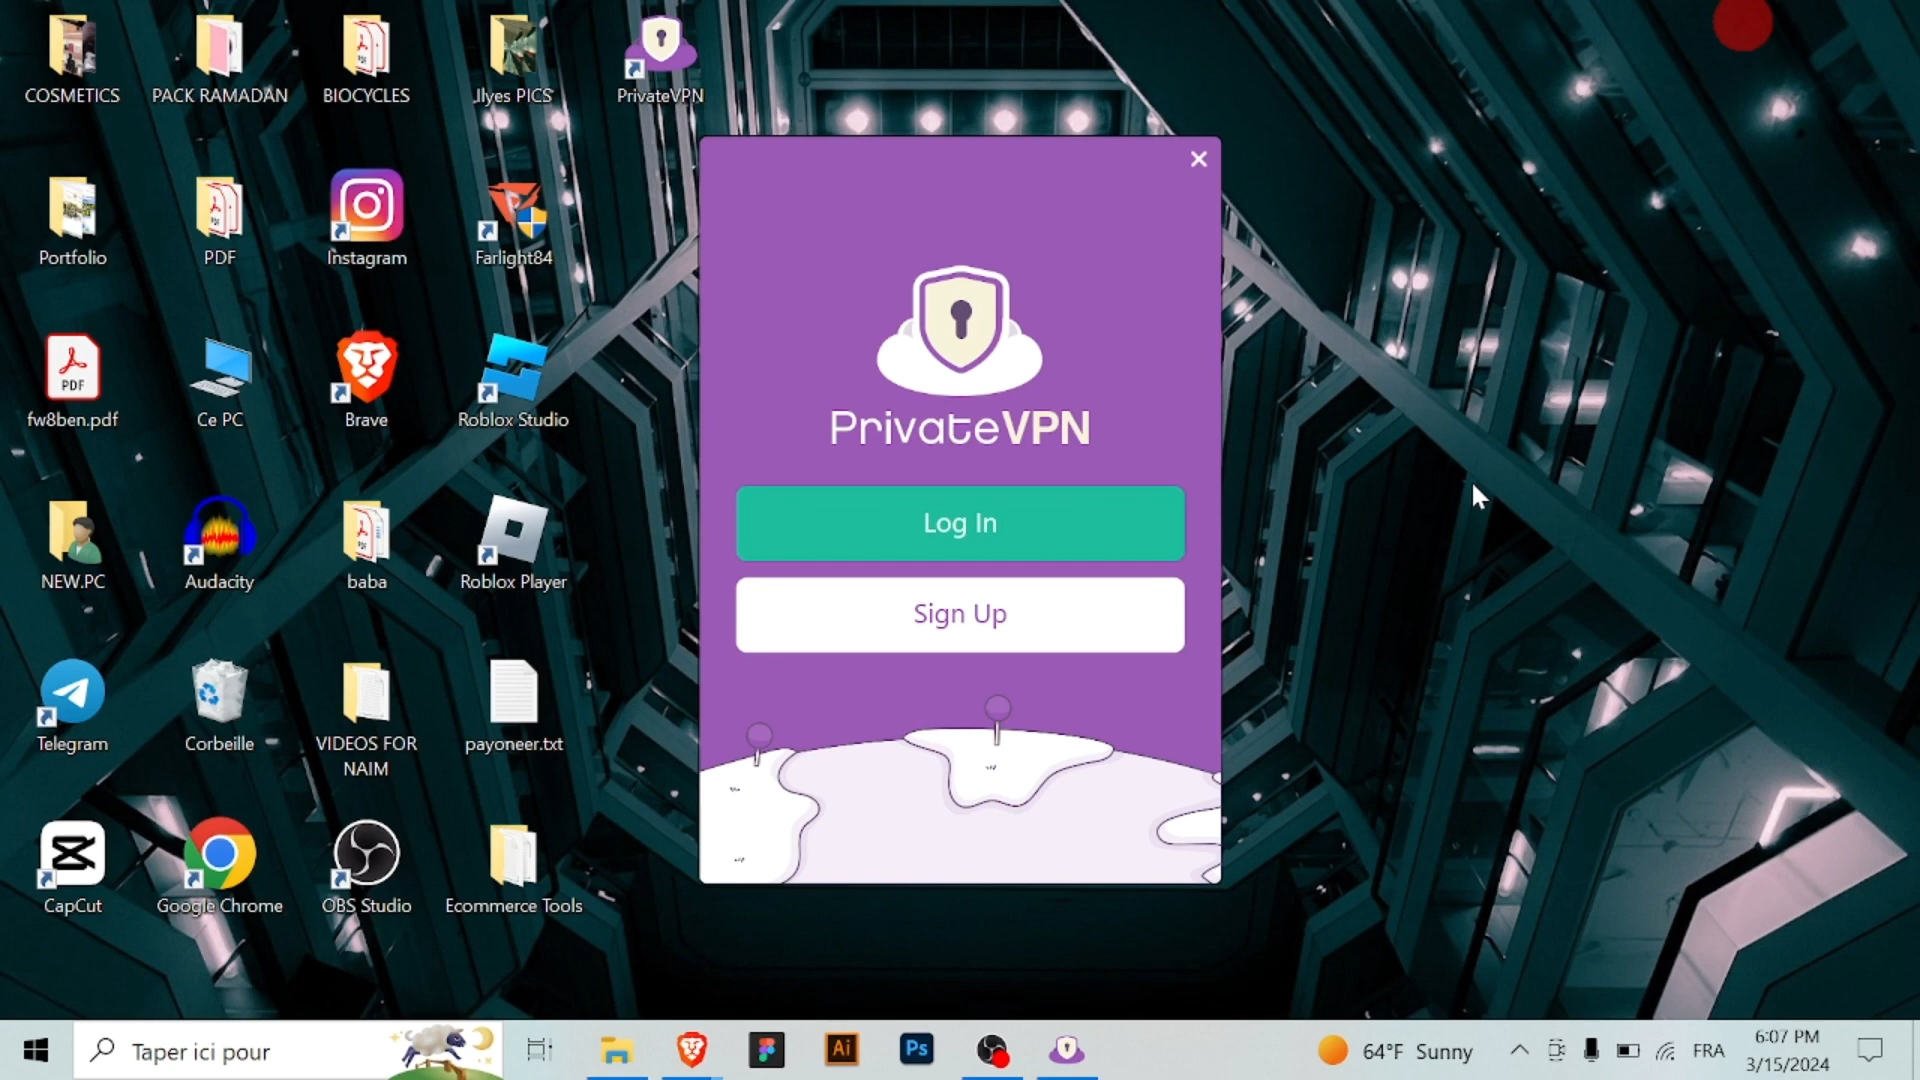 COSMETICS
PACK RAMADAN
BIOCYCLES
Ilyes PICS
PrivateVPN
Portfolio
PDF
Instagram
Farlight84
PDF
fw8ben.pdf
Ce PC
Brave
Roblox Studio
NEW.PC
Audacity
baba
Roblox Player
Telegram
Corbeille
VIDEOS FOR
NAIM
payoneer.txt
CapCut
Google Chrome
OBS Studio
Ecommerce Tools
PrivateVPN
Log In
Sign Up
Taper ici pour
Ai
Ps
64°F Sunny
FRA
6:07 PM
3/15/2024